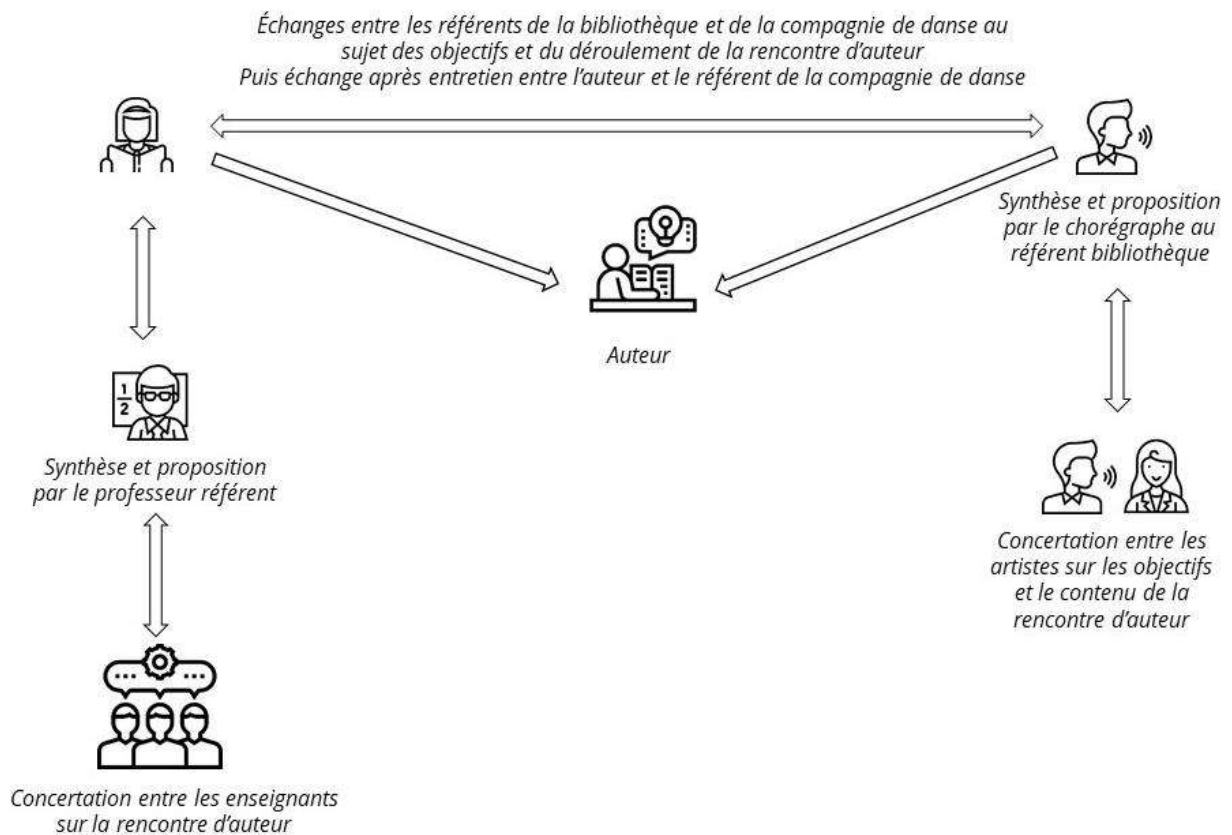 Échanges entre les référents de la bibliothèque et de la compagnie de danse au
sujet des objectifs et du déroulement de la rencontre d'auteur
Puis échange après entretien entre l'auteur et le référent de la compagnie de danse
Synthèse et proposition
par le chorégraphe au
référent bibliothèque
Auteur
1
2
Synthèse et proposition
par le professeur référent
Concertation entre les
artistes sur les objectifs
et le contenu de la
rencontre d'auteur
Concertation entre les enseignants
sur la rencontre d'auteur